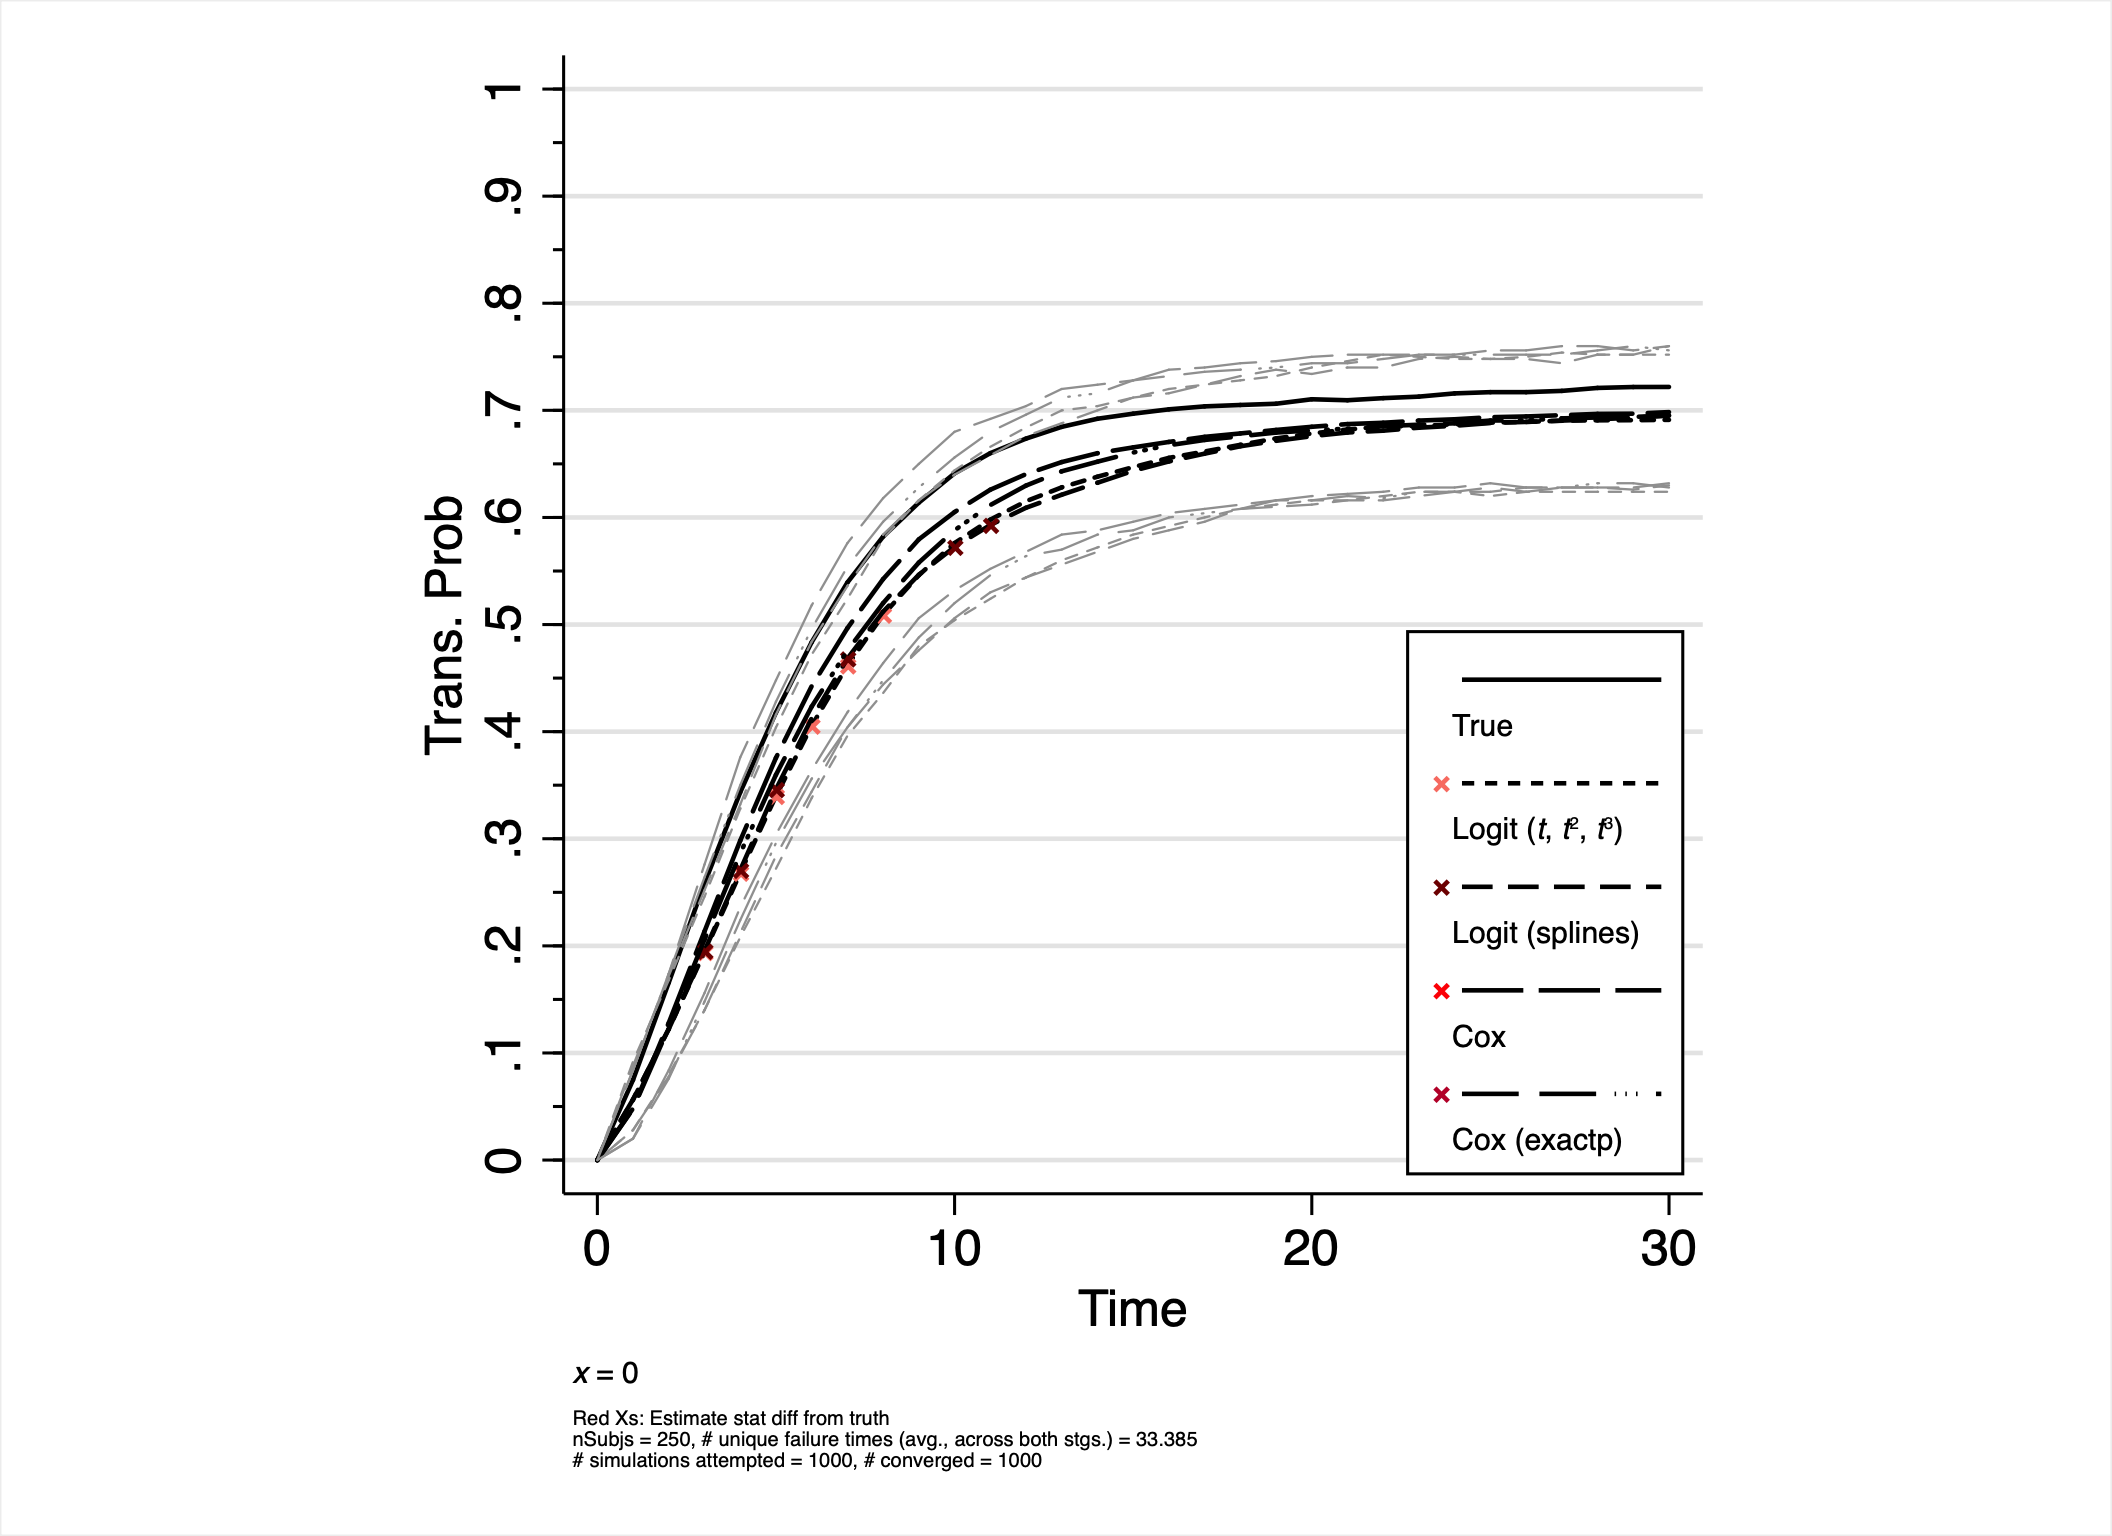 1
.9
.8
.7
.6
.5
.4
.3
.2
.1
0
Trans. Prob
True
Logit (t, t², t³)
Logit (splines)
Cox
Cox (exactp)
0 10 20 30
Time
x = 0
Red Xs: Estimate stat diff from truth
nSubjs = 250, # unique failure times (avg., across both stgs.) = 33.385
# simulations attempted = 1000, # converged = 1000